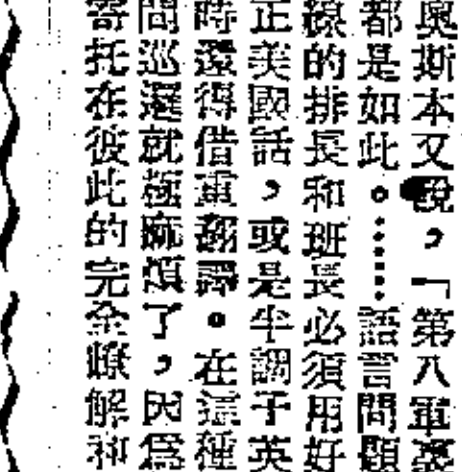 奧斯本又說，「第八軍裏
都是如此。……語言問題
線的排長和班長必須用好
正美國話，或是半調子英
時還得借重翻譯。在這種
問巡邏就極麻煩了，因爲
寄托在彼此的完全瞭解和